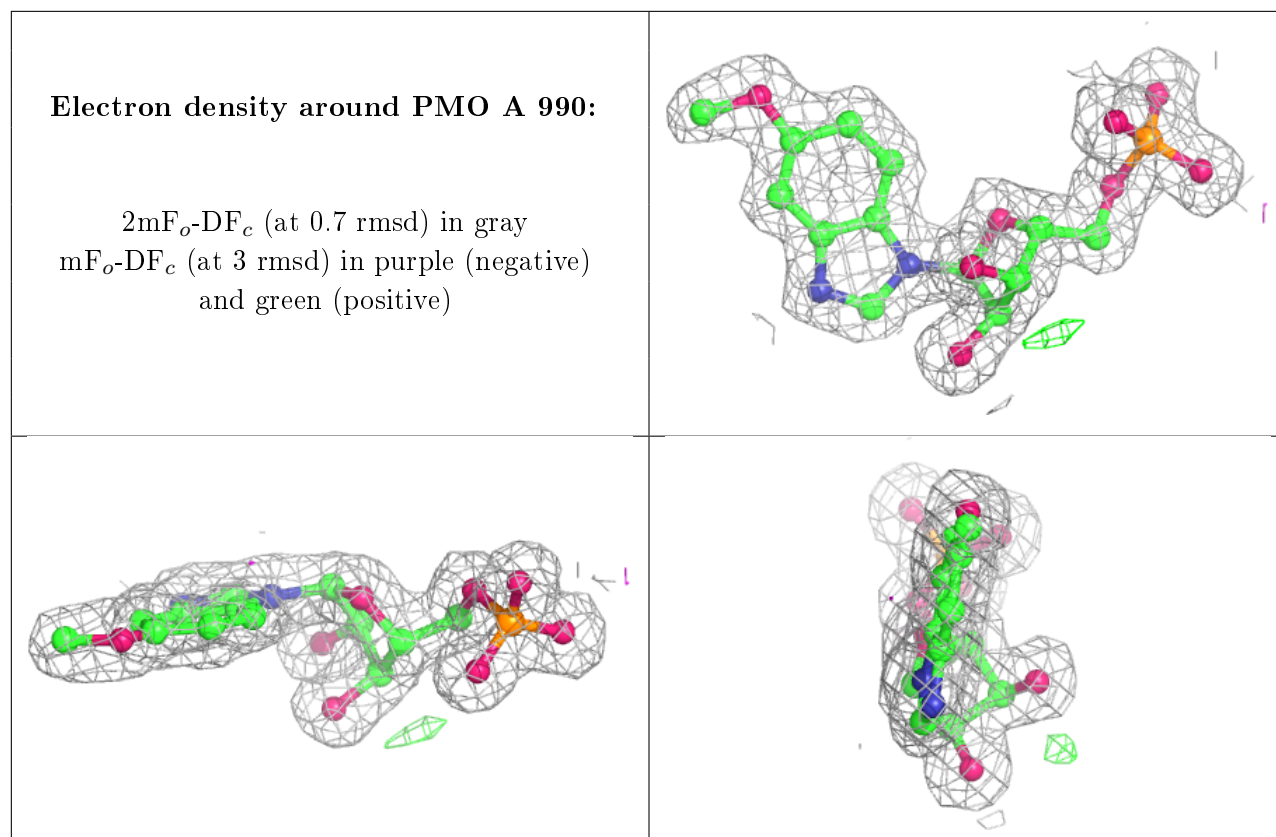 Electron density around PMO A 990:
2mFo-DFc (at 0.7 rmsd) in gray
mFo-DFc (at 3 rmsd) in purple (negative)
and green (positive)